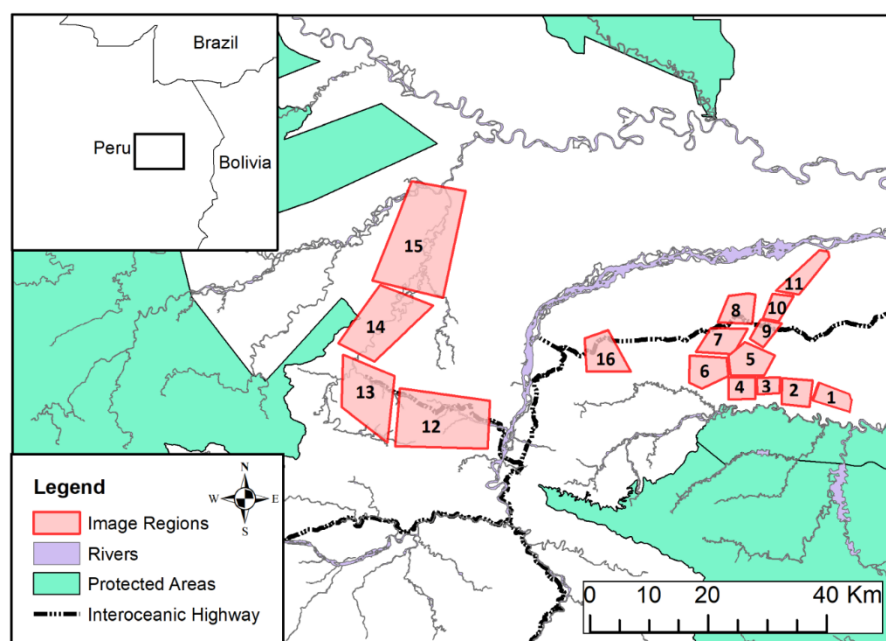 Brazil
Peru
Bolivia
15
14
13
12
16
11
10
8
9
7
5
6
4
3
2
1
Legend
N
W
E
S
Image Regions
Rivers
Protected Areas
Interoceanic Highway
0 10 20 40 Km